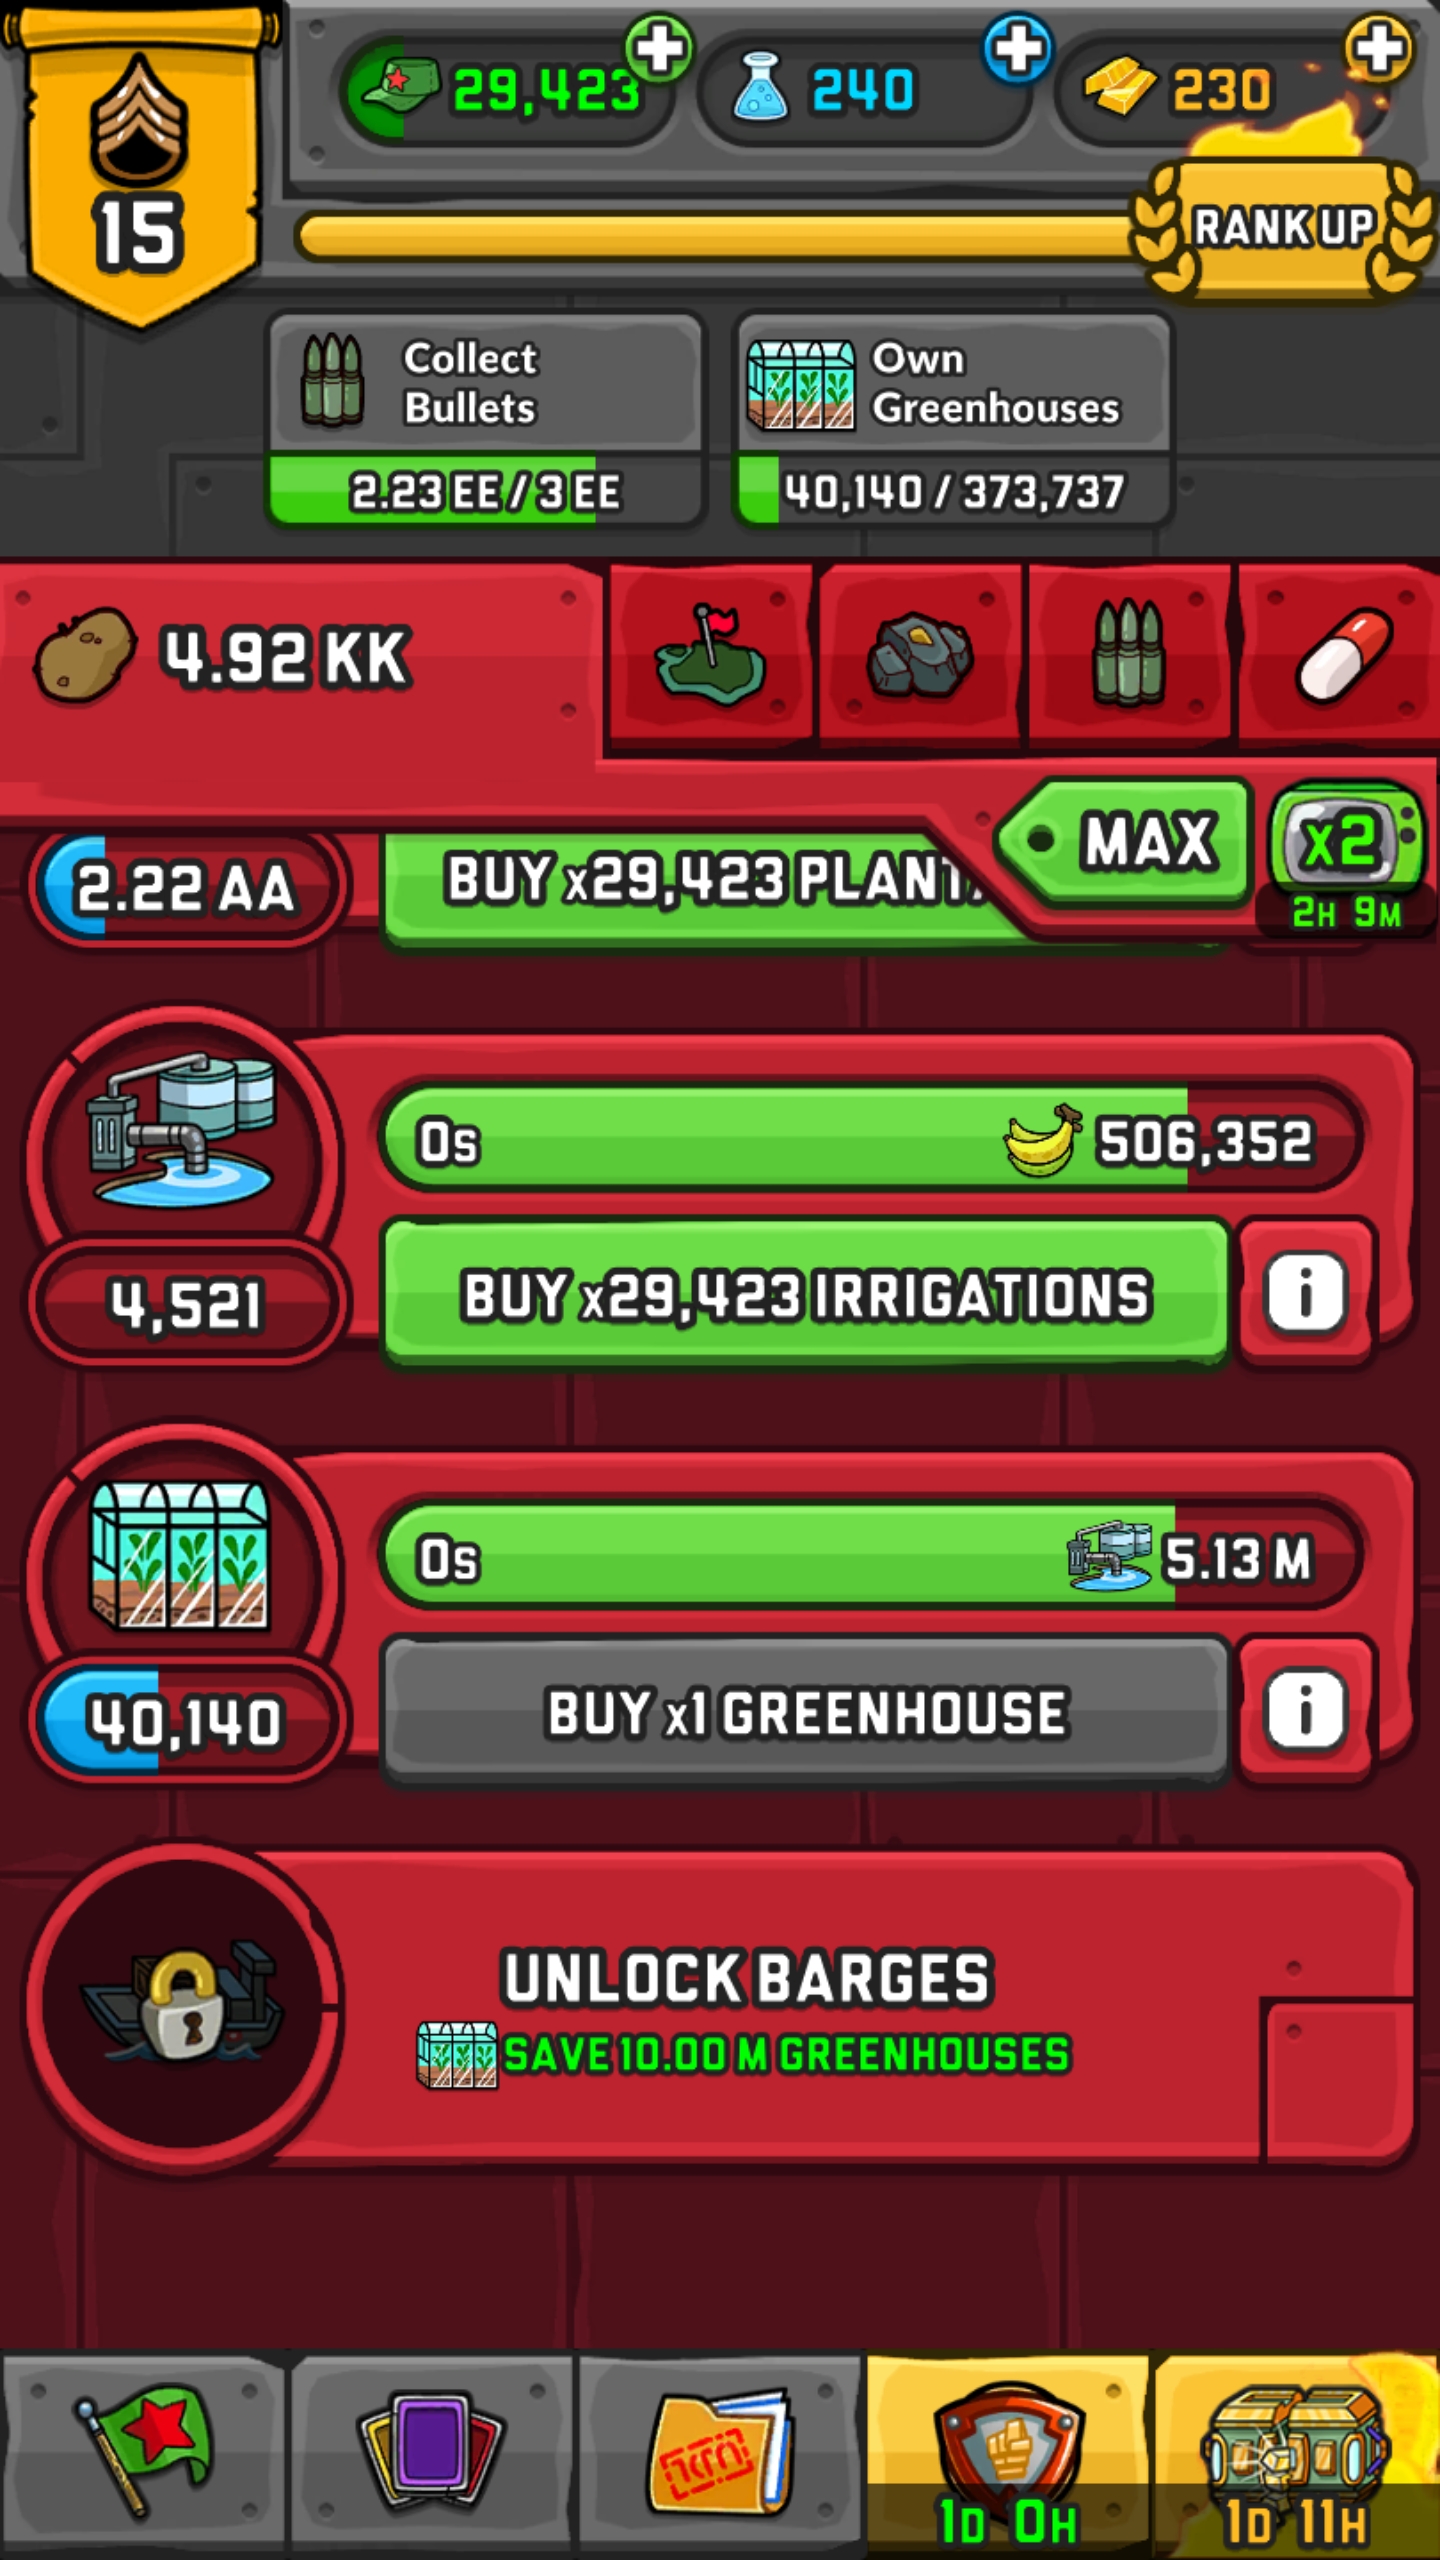 15
29,423
240
230
RANK UP
Collect
Bullets
2.23 EE / 3 EE
Own
Greenhouses
40,140 / 373,737
4.92 KK
MAX
x2
2H 9M
2.22 AA
BUY x29,423
0s
506,352
4,521
BUY x29,423 IRRIGATIONS
i
0s
5.13 M
40,140
BUY x1 GREENHOUSE
i
UNLOCK BARGES
SAVE 10.00 M GREENHOUSES
1D 0H
1D 11H